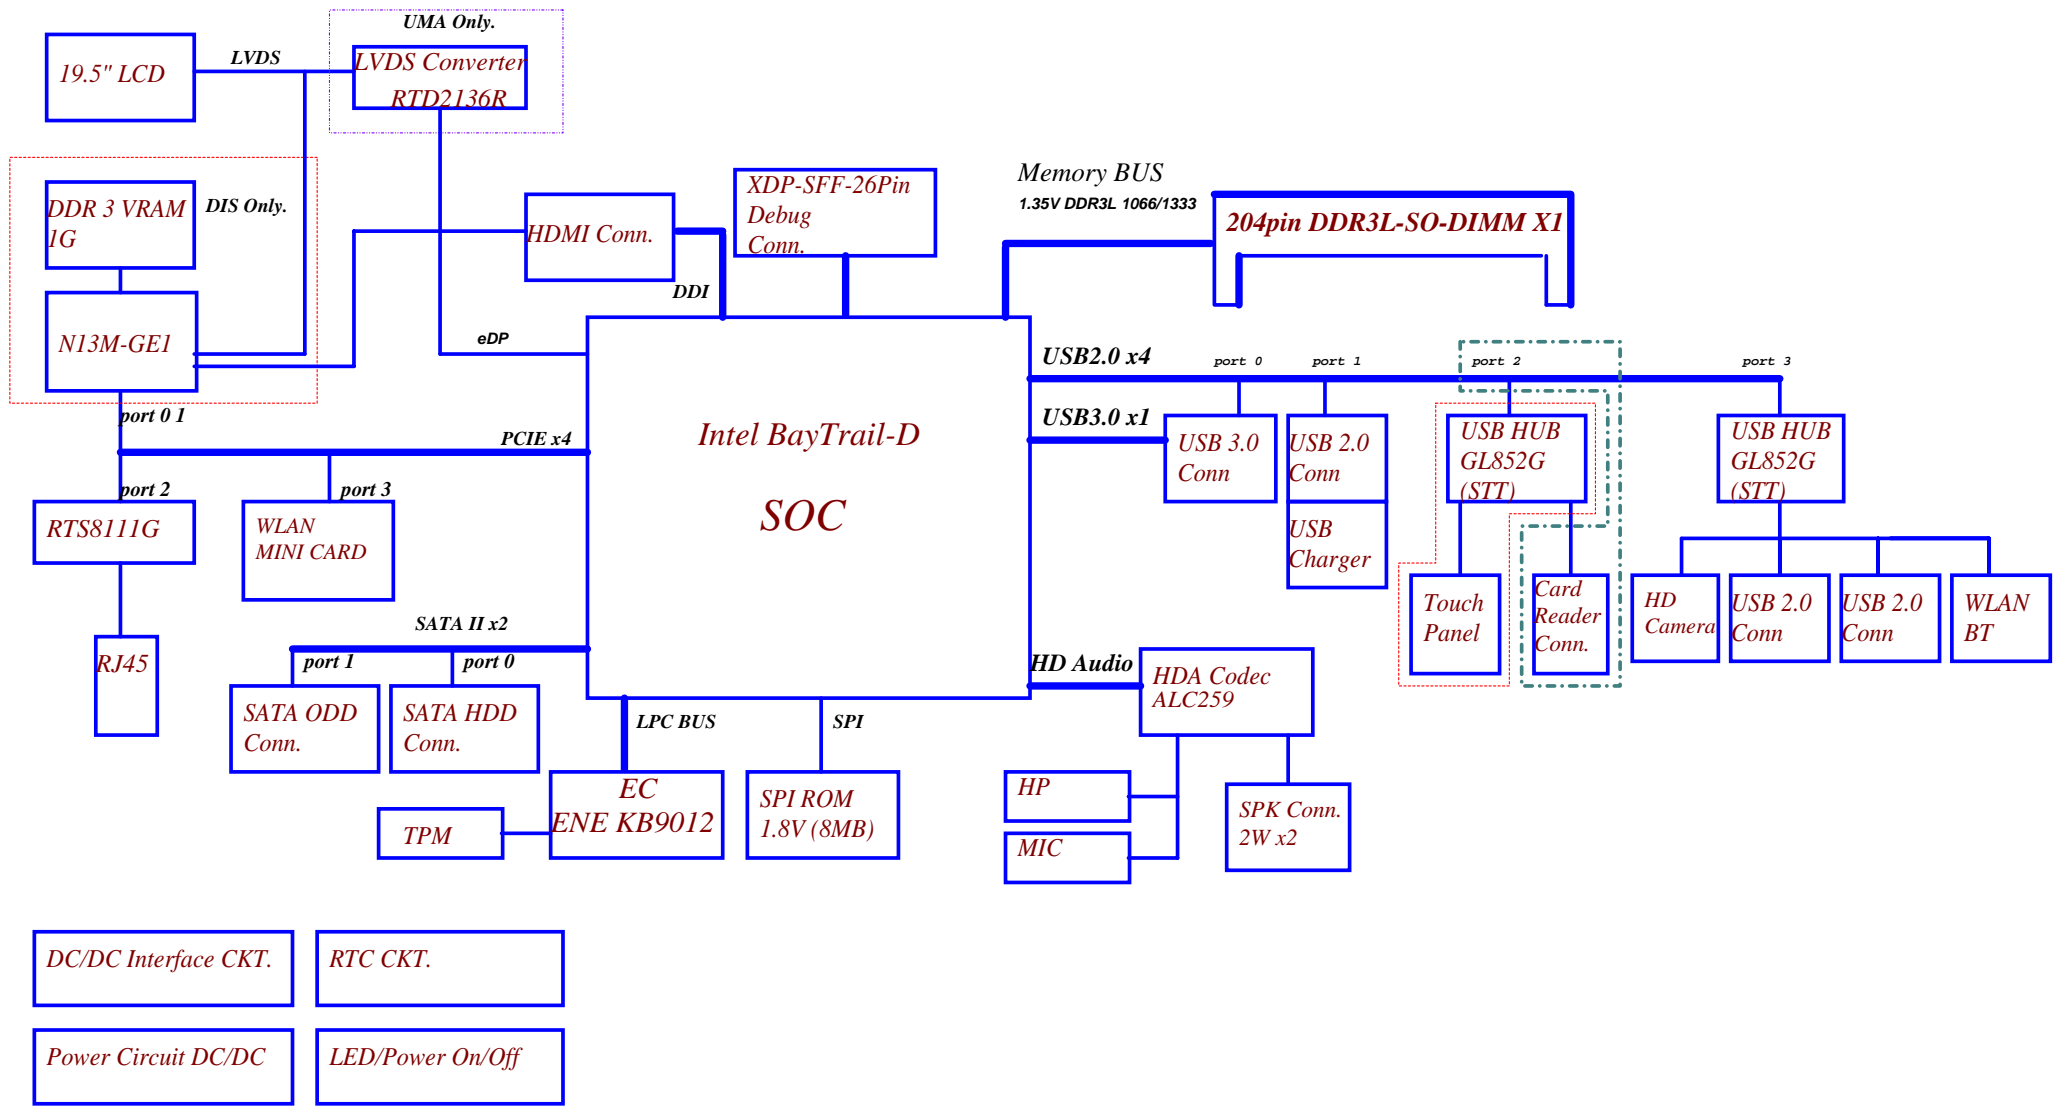 UMA Only.
19.5" LCD
LVDS
LVDS Converter
RTD2136R
DDR 3 VRAM
1G
DIS Only.
N13M-GE1
HDMI Conn.
DDI
eDP
XDP-SFF-26Pin
Debug
Conn.
Memory BUS
1.35V DDR3L 1066/1333
204pin DDR3L-SO-DIMM X1
port 0 1
PCIE x4
port 2
port 3
RTS8111G
WLAN
MINI CARD
RJ45
Intel BayTrail-D
SOC
USB2.0 x4
port 0
port 1
port 2
port 3
USB3.0 x1
USB 3.0
Conn
USB 2.0
Conn
USB
Charger
USB HUB
GL852G
(STT)
USB HUB
GL852G
(STT)
Touch
Panel
Card
Reader
Conn.
HD
Camera
USB 2.0
Conn
USB 2.0
Conn
WLAN
BT
SATA II x2
port 1
port 0
SATA ODD
Conn.
SATA HDD
Conn.
LPC BUS
SPI
HD Audio
HDA Codec
ALC259
TPM
EC
ENE KB9012
SPI ROM
1.8V (8MB)
HP
MIC
SPK Conn.
2W x2
DC/DC Interface CKT.
RTC CKT.
Power Circuit DC/DC
LED/Power On/Off